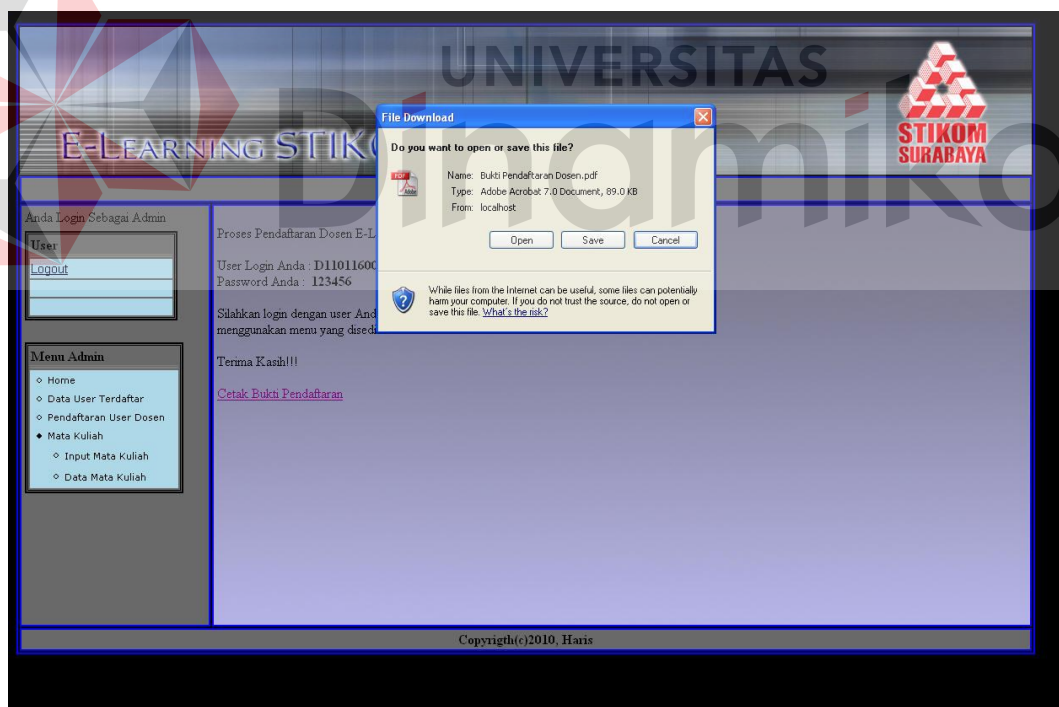 UNIVERSITAS
Dinamika
E-LEARNING STIKO
STIKOM
SURABAYA
Anda Login Sebagai Admin
User
Logout
Menu Admin
Home
Data User Terdaftar
Pendaftaran User Dosen
Mata Kuliah
Input Mata Kuliah
Data Mata Kuliah
Proses Pendaftaran Dosen E-L
User Login Anda : D11011600
Password Anda : 123456
Silahkan login dengan user And
menggunakan menu yang disedi
Terima Kasih!!!
Cetak Bukti Pendaftaran
File Download
Do you want to open or save this file?
PDF
Adobe
Name: Bukti Pendaftaran Dosen.pdf
Type: Adobe Acrobat 7.0 Document, 89.0 KB
From: localhost
Open Save Cancel
While files from the Internet can be useful, some files can potentially
harm your computer. If you do not trust the source, do not open or
save this file. What's the risk?
Copyrigth(c)2010, Haris